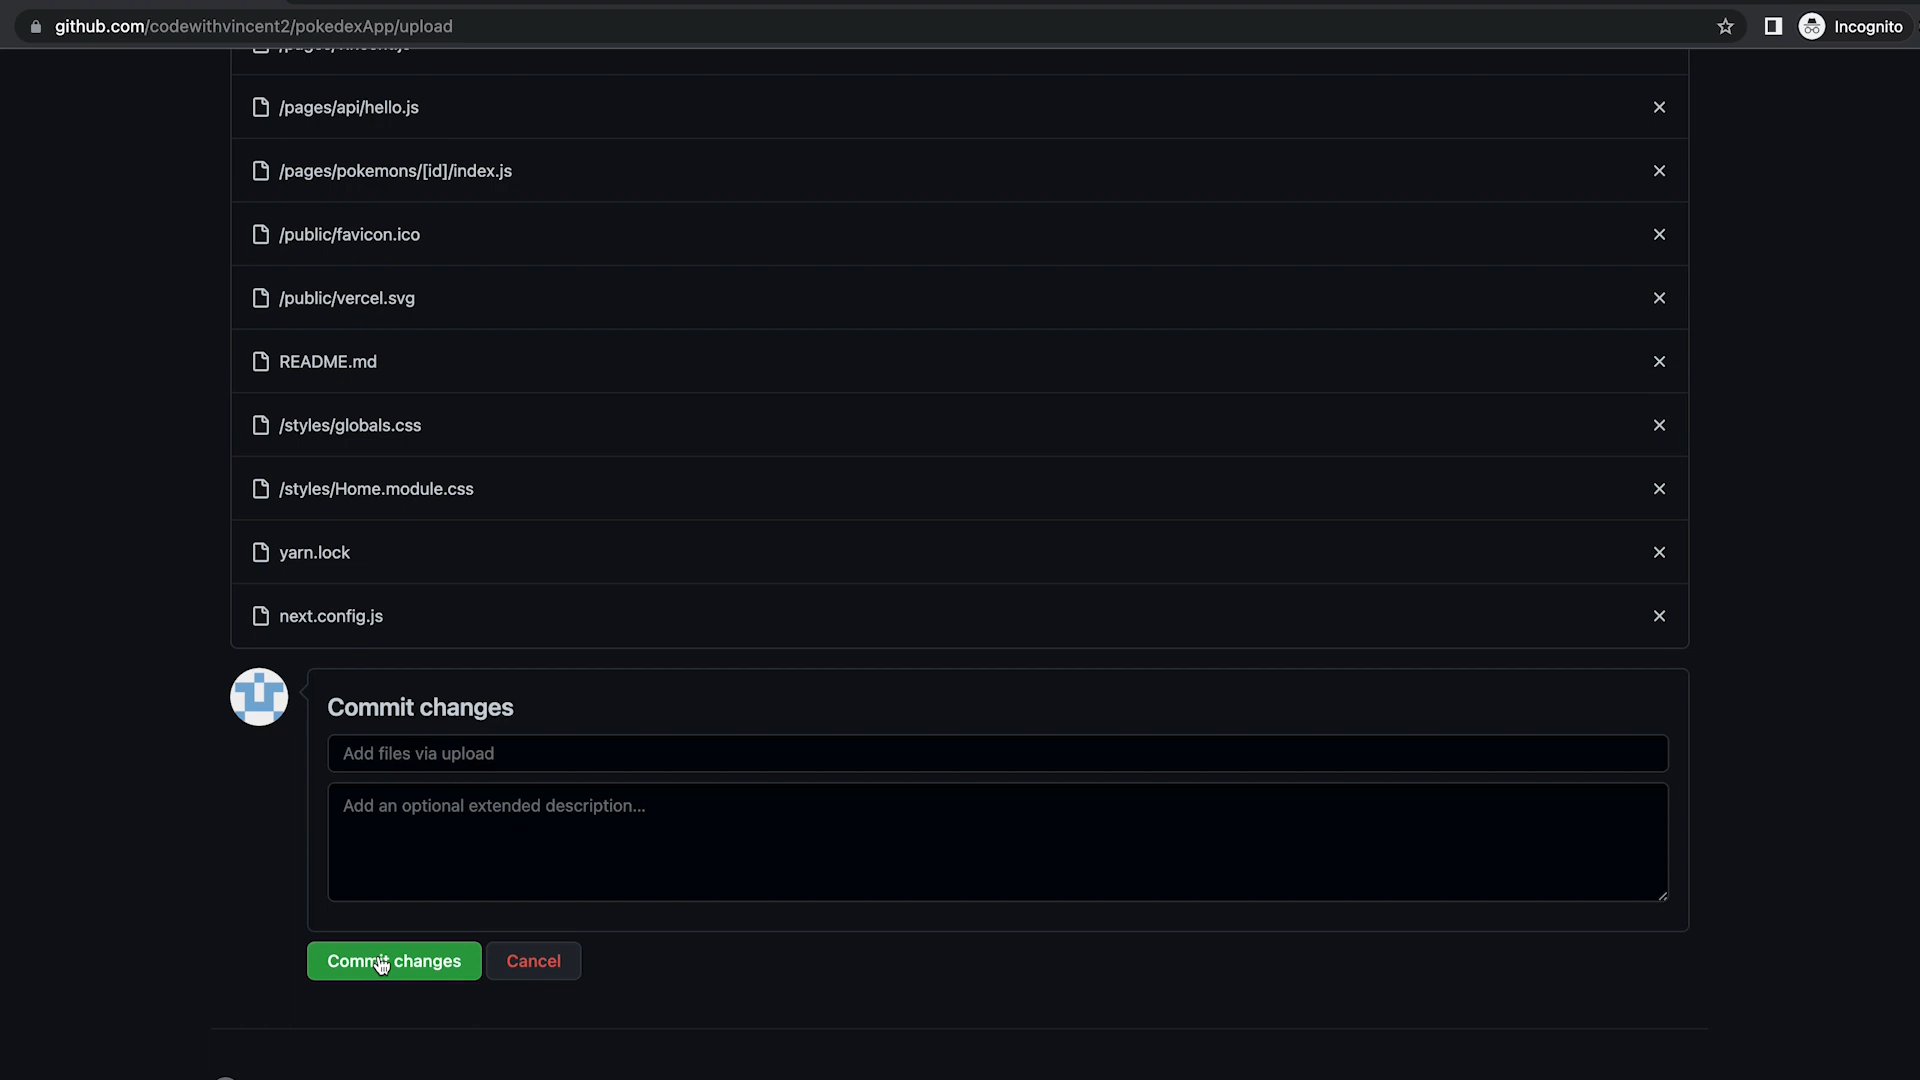 github.com/codewithvincent2/pokedexApp/upload
Incognito
/pages/api/hello.js
/pages/pokemons/[id]/index.js
/public/favicon.ico
/public/vercel.svg
README.md
/styles/globals.css
/styles/Home.module.css
yarn.lock
next.config.js
Commit changes
Add files via upload
Add an optional extended description...
Commit changes
Cancel